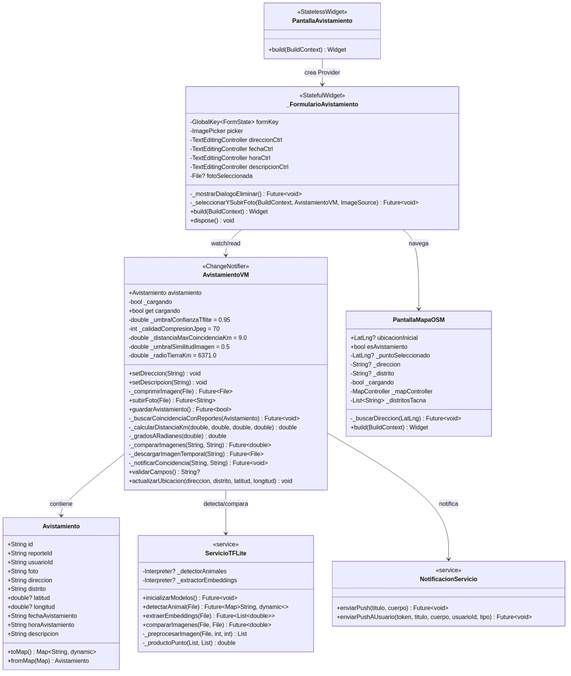 «StatelessWidget»
PantallaAvistamiento
+build(BuildContext) : Widget
crea Provider
«StatefulWidget»
_FormularioAvistamiento
-GlobalKey<FormState> formKey
-ImagePicker picker
-TextEditingController direccionCtrl
-TextEditingController fechaCtrl
-TextEditingController horaCtrl
-TextEditingController descripcionCtrl
-File? fotoSeleccionada
-_mostrarDialogoEliminar() : Future<void>
-_seleccionarYSubirFoto(BuildContext, AvistamientoVM, ImageSource) : Future<void>
+build(BuildContext) : Widget
+dispose() : void
watch/read
navega
«ChangeNotifier»
AvistamientoVM
+Avistamiento avistamiento
-bool _cargando
+bool get cargando
-double _umbralConfianzaTflite = 0.95
-int _calidadCompresionJpeg = 70
-double _distanciaMaxCoincidenciaKm = 9.0
-double _umbralSimilitudImagen = 0.5
-double _radioTierraKm = 6371.0
+setDireccion(String) : void
+setDescripcion(String) : void
-_comprimirImagen(File) : Future<File>
+subirFoto(File) : Future<String>
+guardarAvistamiento() : Future<bool>
-_buscarCoincidenciaConReportes(Avistamiento) : Future<void>
-_calcularDistanciaKm(double, double, double, double) : double
-_gradosARadianes(double) : double
-_compararImagenes(String, String) : Future<double>
-_descargarImagenTemporal(String) : Future<File>
-_notificarCoincidencia(String, String) : Future<void>
+validarCampos() : String?
+actualizarUbicacion(direccion, distrito, latitud, longitud) : void
PantallaMapaOSM
+LatLng? ubicacionInicial
+bool esAvistamiento
-LatLng? _puntoSeleccionado
-String? _direccion
-String? _distrito
-bool _cargando
-MapController _mapController
-List<String> _distritosTacna
-_buscarDireccion(LatLng) : Future<void>
+build(BuildContext) : Widget
contiene
detecta/compara
notifica
Avistamiento
+String id
+String reporteId
+String usuarioId
+String foto
+String direccion
+String distrito
+double? latitud
+double? longitud
+String fechaAvistamiento
+String horaAvistamiento
+String descripcion
+toMap() : Map<String, dynamic>
+fromMap(Map) : Avistamiento
«service»
ServicioTFLite
-Interpreter? _detectorAnimales
-Interpreter? _extractorEmbeddings
+inicializarModelos() : Future<void>
+detectarAnimal(File) : Future<Map>String, dynamic<>
+extraerEmbeddings(File) : Future<List<double>>
+compararImagenes(File, File) : Future<double>
-_preprocesarImagen(File, int, int) : List
-_productoPunto(List, List) : double
«service»
NotificacionServicio
+enviarPush(titulo, cuerpo) : Future<void>
+enviarPushAUsuario(token, titulo, cuerpo, usuarioId, tipo) : Future<void>